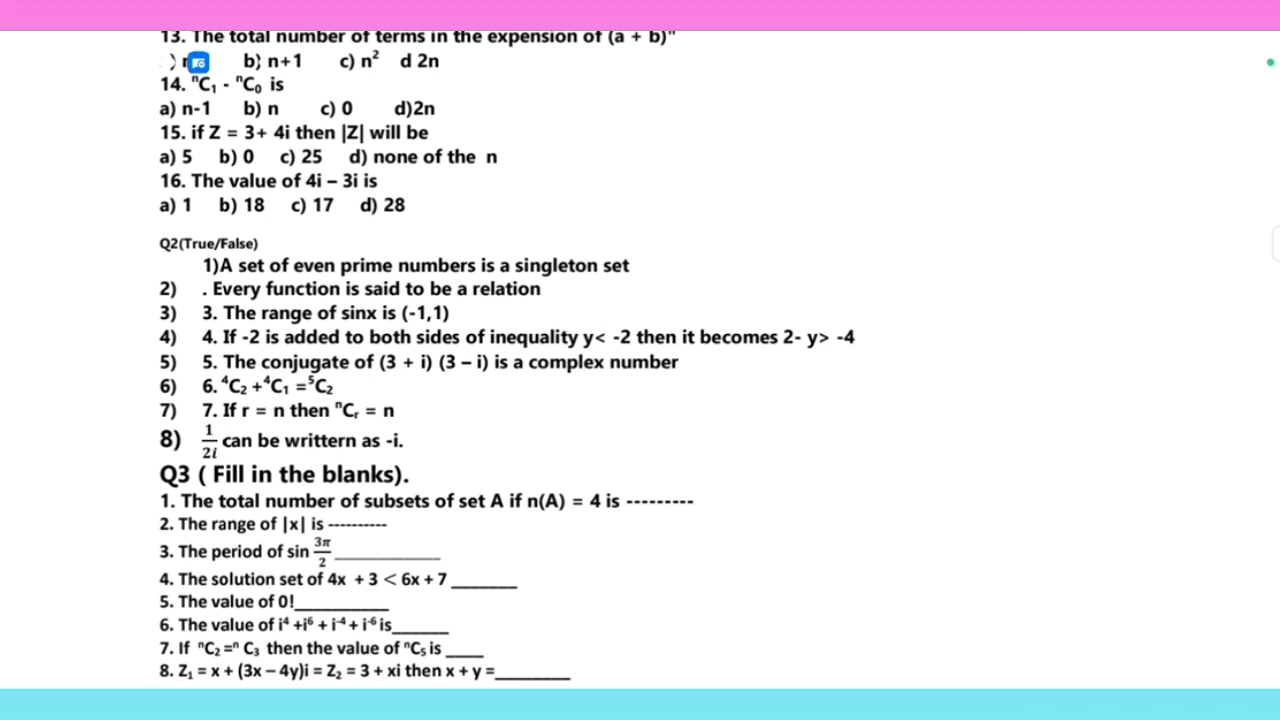 13. The total number of terms in the expension of (a + b)ⁿ
b) n+1 c) n² d 2n
14. ⁿC₁ - ⁿC₀ is
a) n-1 b) n c) 0 d)2n
15. if Z = 3+ 4i then |Z| will be
a) 5 b) 0 c) 25 d) none of the n
16. The value of 4i – 3i is
a) 1 b) 18 c) 17 d) 28
Q2(True/False)
1)A set of even prime numbers is a singleton set
2) . Every function is said to be a relation
3) 3. The range of sinx is (-1,1)
4) 4. If -2 is added to both sides of inequality y< -2 then it becomes 2- y> -4
5) 5. The conjugate of (3 + i) (3 – i) is a complex number
6) 6. ⁴C₂ +⁴C₁ =⁵C₂
7) 7. If r = n then ⁿCᵣ = n
8) 1/2i can be writtern as -i.
Q3 ( Fill in the blanks).
1. The total number of subsets of set A if n(A) = 4 is ---------
2. The range of |x| is ----------
3. The period of sin 3π/2 ____________
4. The solution set of 4x + 3 < 6x + 7 _______
5. The value of 0!__________
6. The value of i⁴ +i⁶ + i⁻⁴ + i⁻⁶ is______
7. If ⁿC₂ =ⁿ C₃ then the value of ⁿC₅ is ____
8. Z₁ = x + (3x – 4y)i = Z₂ = 3 + xi then x + y =________